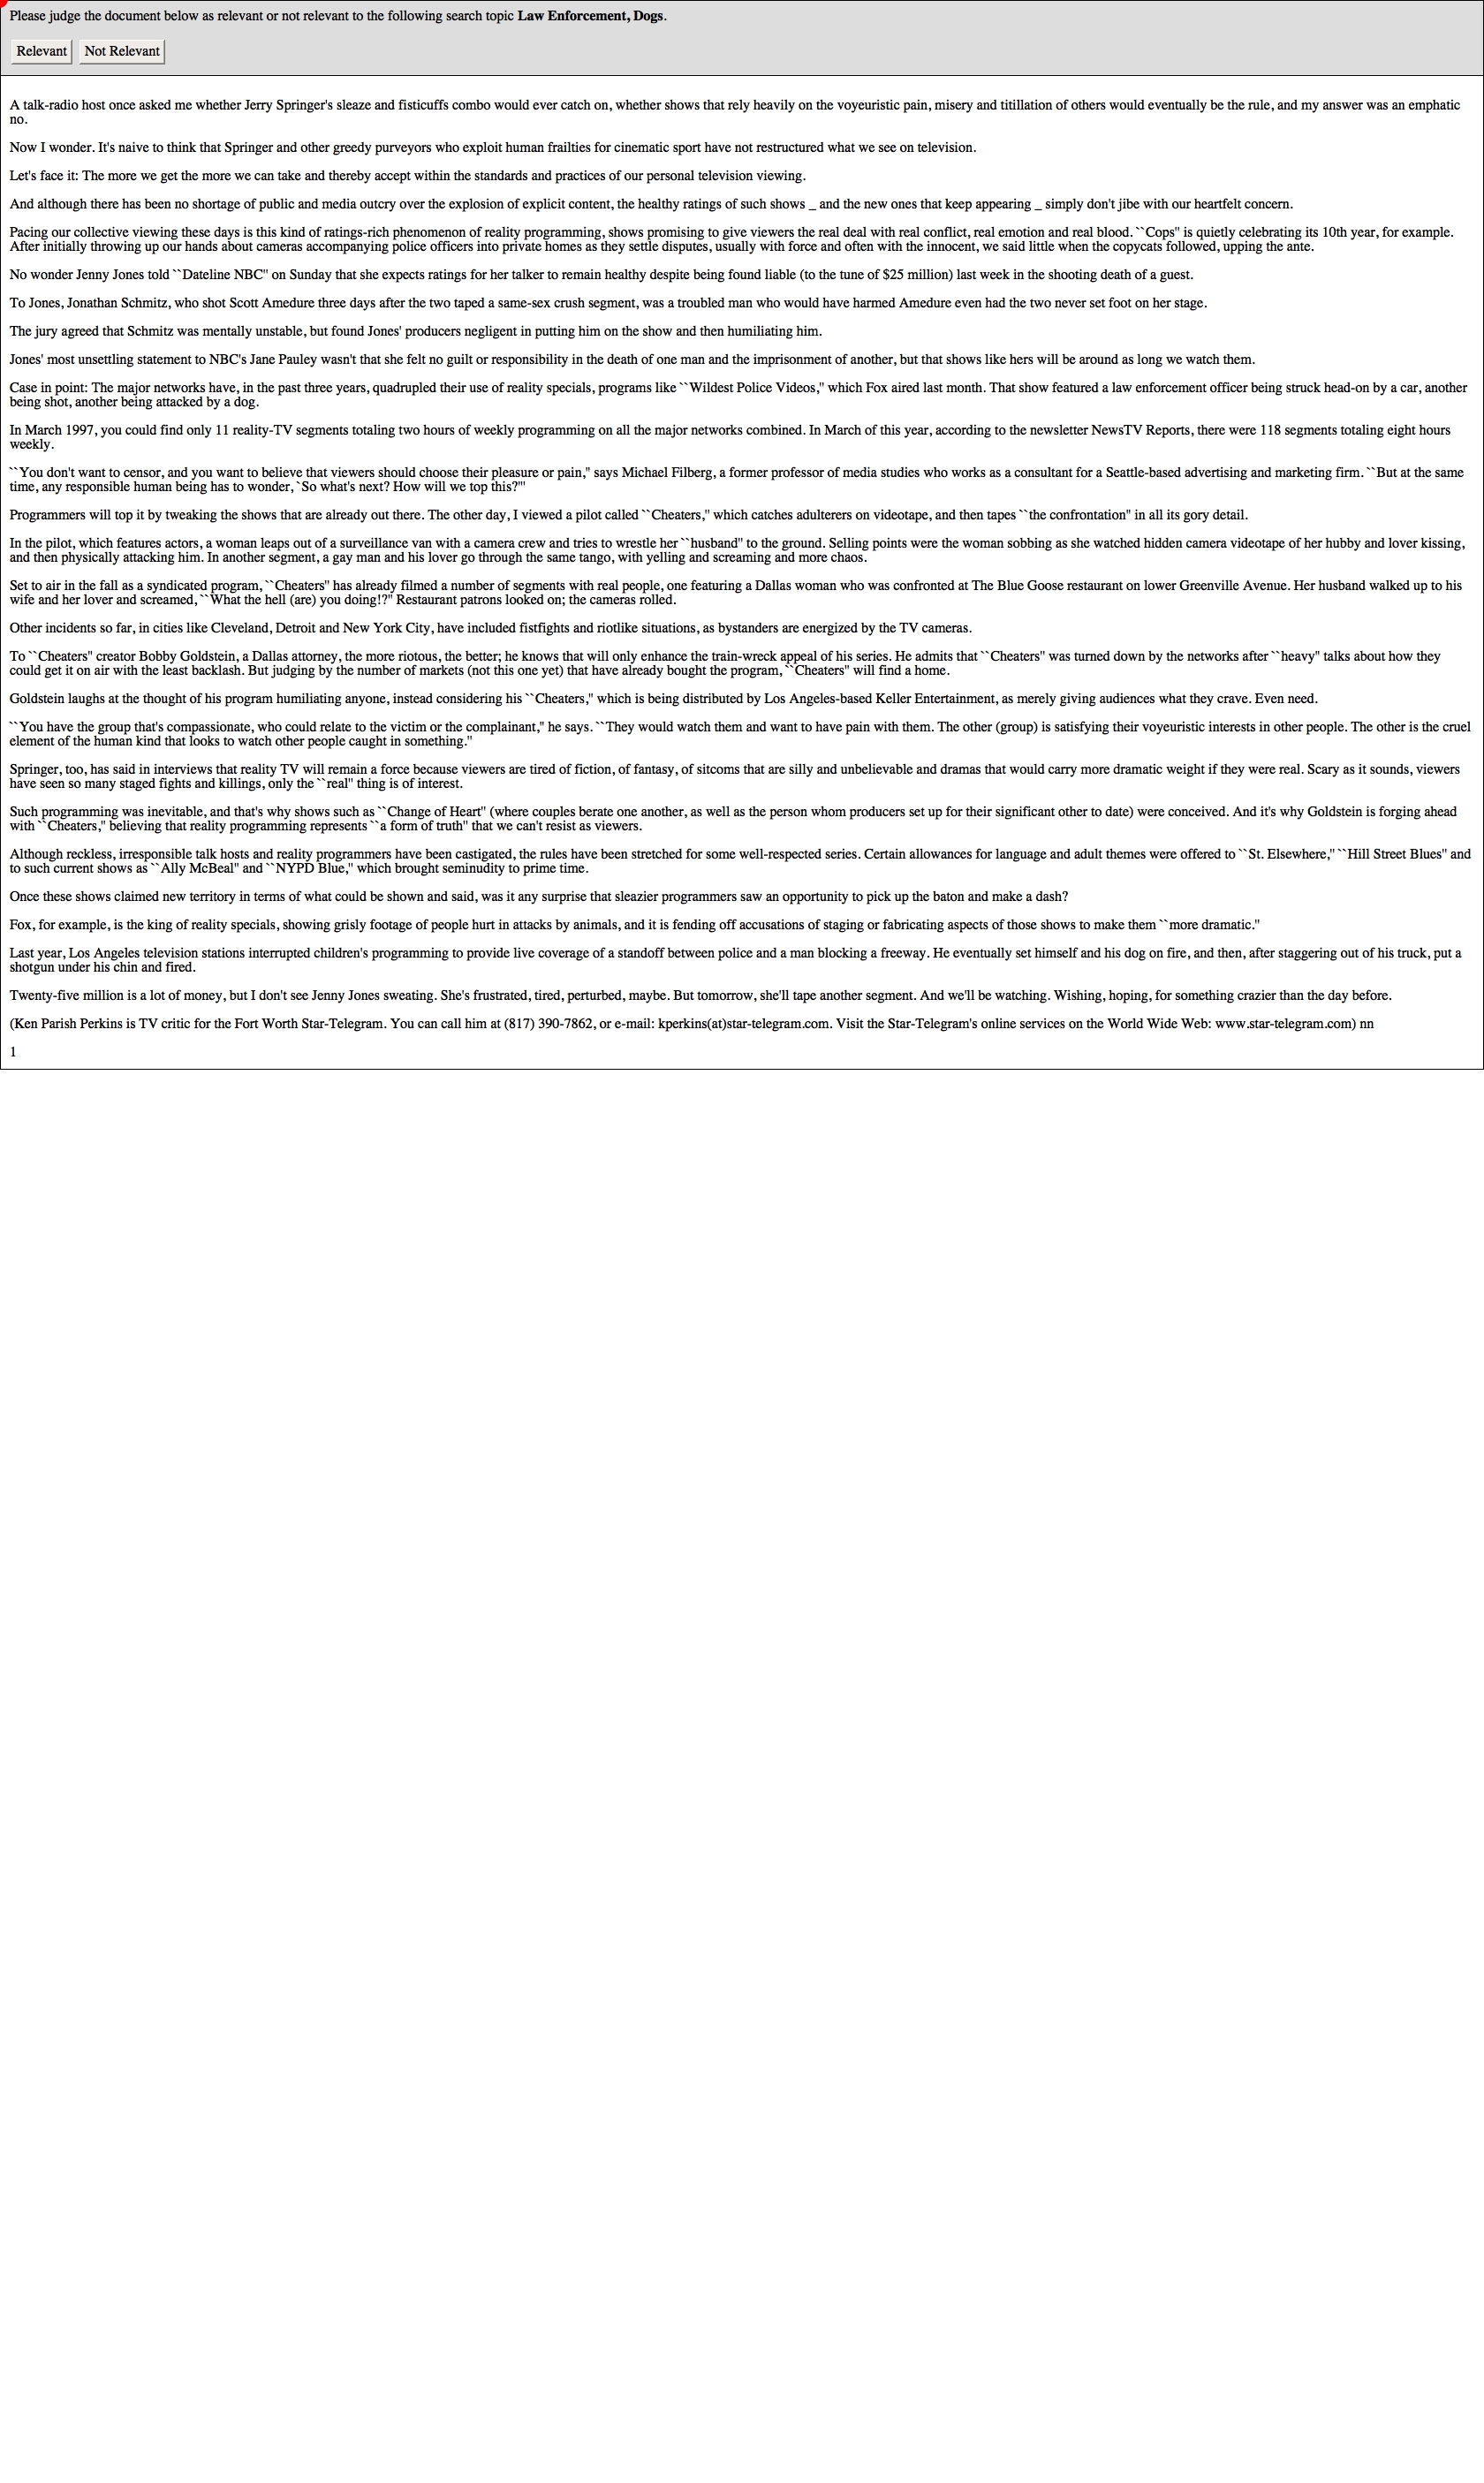 Please judge the document below as relevant or not relevant to the following search topic Law Enforcement, Dogs.
Relevant Not Relevant
A talk-radio host once asked me whether Jerry Springer's sleaze and fisticuffs combo would ever catch on, whether shows that rely heavily on the voyeuristic pain, misery and titillation of others would eventually be the rule, and my answer was an emphatic
no.
Now I wonder. It's naive to think that Springer and other greedy purveyors who exploit human frailties for cinematic sport have not restructured what we see on television.
Let's face it: The more we get the more we can take and thereby accept within the standards and practices of our personal television viewing.
And although there has been no shortage of public and media outcry over the explosion of explicit content, the healthy ratings of such shows _ and the new ones that keep appearing _ simply don't jibe with our heartfelt concern.
Pacing our collective viewing these days is this kind of ratings-rich phenomenon of reality programming, shows promising to give viewers the real deal with real conflict, real emotion and real blood. ``Cops'' is quietly celebrating its 10th year, for example.
After initially throwing up our hands about cameras accompanying police officers into private homes as they settle disputes, usually with force and often with the innocent, we said little when the copycats followed, upping the ante.
No wonder Jenny Jones told ``Dateline NBC'' on Sunday that she expects ratings for her talker to remain healthy despite being found liable (to the tune of $25 million) last week in the shooting death of a guest.
To Jones, Jonathan Schmitz, who shot Scott Amedure three days after the two taped a same-sex crush segment, was a troubled man who would have harmed Amedure even had the two never set foot on her stage.
The jury agreed that Schmitz was mentally unstable, but found Jones' producers negligent in putting him on the show and then humiliating him.
Jones' most unsettling statement to NBC's Jane Pauley wasn't that she felt no guilt or responsibility in the death of one man and the imprisonment of another, but that shows like hers will be around as long we watch them.
Case in point: The major networks have, in the past three years, quadrupled their use of reality specials, programs like ``Wildest Police Videos,'' which Fox aired last month. That show featured a law enforcement officer being struck head-on by a car, another
being shot, another being attacked by a dog.
In March 1997, you could find only 11 reality-TV segments totaling two hours of weekly programming on all the major networks combined. In March of this year, according to the newsletter NewsTV Reports, there were 118 segments totaling eight hours
weekly.
``You don't want to censor, and you want to believe that viewers should choose their pleasure or pain,'' says Michael Filberg, a former professor of media studies who works as a consultant for a Seattle-based advertising and marketing firm. ``But at the same
time, any responsible human being has to wonder, `So what's next? How will we top this?'''
Programmers will top it by tweaking the shows that are already out there. The other day, I viewed a pilot called ``Cheaters,'' which catches adulterers on videotape, and then tapes ``the confrontation'' in all its gory detail.
In the pilot, which features actors, a woman leaps out of a surveillance van with a camera crew and tries to wrestle her ``husband'' to the ground. Selling points were the woman sobbing as she watched hidden camera videotape of her hubby and lover kissing,
and then physically attacking him. In another segment, a gay man and his lover go through the same tango, with yelling and screaming and more chaos.
Set to air in the fall as a syndicated program, ``Cheaters'' has already filmed a number of segments with real people, one featuring a Dallas woman who was confronted at The Blue Goose restaurant on lower Greenville Avenue. Her husband walked up to his
wife and her lover and screamed, ``What the hell (are) you doing!?'' Restaurant patrons looked on; the cameras rolled.
Other incidents so far, in cities like Cleveland, Detroit and New York City, have included fistfights and riotlike situations, as bystanders are energized by the TV cameras.
To ``Cheaters'' creator Bobby Goldstein, a Dallas attorney, the more riotous, the better; he knows that will only enhance the train-wreck appeal of his series. He admits that ``Cheaters'' was turned down by the networks after ``heavy'' talks about how they
could get it on air with the least backlash. But judging by the number of markets (not this one yet) that have already bought the program, ``Cheaters'' will find a home.
Goldstein laughs at the thought of his program humiliating anyone, instead considering his ``Cheaters,'' which is being distributed by Los Angeles-based Keller Entertainment, as merely giving audiences what they crave. Even need.
``You have the group that's compassionate, who could relate to the victim or the complainant,'' he says. ``They would watch them and want to have pain with them. The other (group) is satisfying their voyeuristic interests in other people. The other is the cruel
element of the human kind that looks to watch other people caught in something.''
Springer, too, has said in interviews that reality TV will remain a force because viewers are tired of fiction, of fantasy, of sitcoms that are silly and unbelievable and dramas that would carry more dramatic weight if they were real. Scary as it sounds, viewers
have seen so many staged fights and killings, only the ``real'' thing is of interest.
Such programming was inevitable, and that's why shows such as ``Change of Heart'' (where couples berate one another, as well as the person whom producers set up for their significant other to date) were conceived. And it's why Goldstein is forging ahead
with ``Cheaters,'' believing that reality programming represents ``a form of truth'' that we can't resist as viewers.
Although reckless, irresponsible talk hosts and reality programmers have been castigated, the rules have been stretched for some well-respected series. Certain allowances for language and adult themes were offered to ``St. Elsewhere,'' ``Hill Street Blues'' and
to such current shows as ``Ally McBeal'' and ``NYPD Blue,'' which brought seminudity to prime time.
Once these shows claimed new territory in terms of what could be shown and said, was it any surprise that sleazier programmers saw an opportunity to pick up the baton and make a dash?
Fox, for example, is the king of reality specials, showing grisly footage of people hurt in attacks by animals, and it is fending off accusations of staging or fabricating aspects of those shows to make them ``more dramatic.''
Last year, Los Angeles television stations interrupted children's programming to provide live coverage of a standoff between police and a man blocking a freeway. He eventually set himself and his dog on fire, and then, after staggering out of his truck, put a
shotgun under his chin and fired.
Twenty-five million is a lot of money, but I don't see Jenny Jones sweating. She's frustrated, tired, perturbed, maybe. But tomorrow, she'll tape another segment. And we'll be watching. Wishing, hoping, for something crazier than the day before.
(Ken Parish Perkins is TV critic for the Fort Worth Star-Telegram. You can call him at (817) 390-7862, or e-mail: kperkins(at)star-telegram.com. Visit the Star-Telegram's online services on the World Wide Web: www.star-telegram.com) nn
1